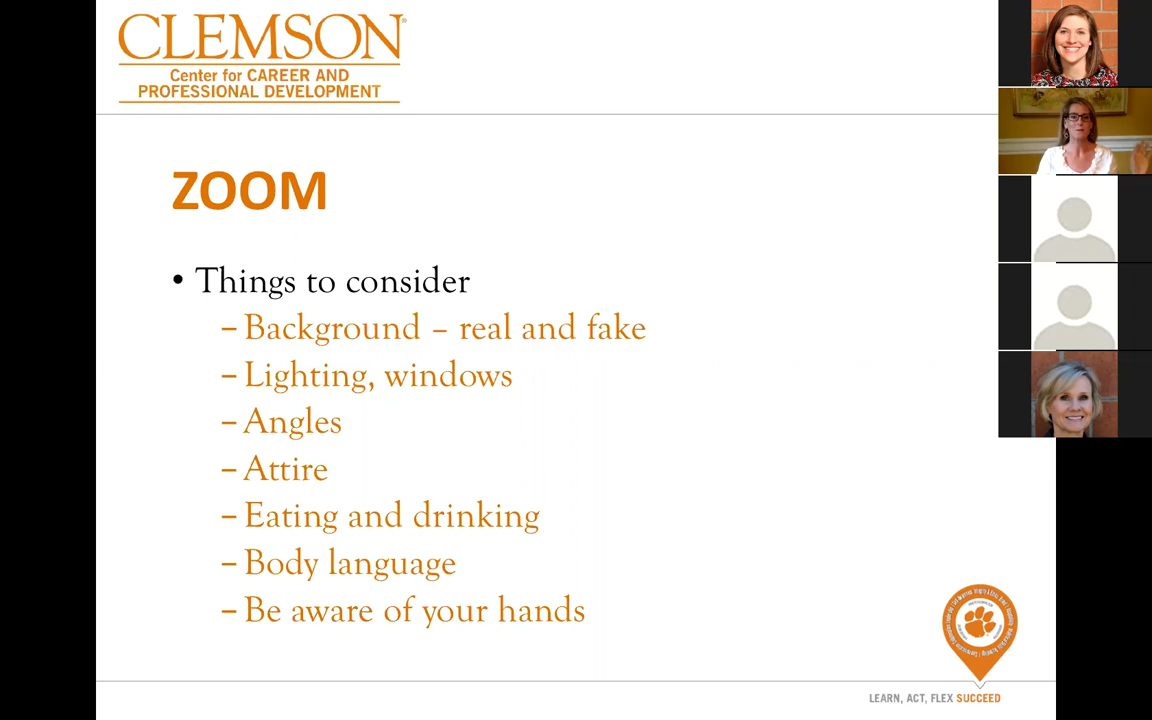 CLEMSON
Center for CAREER AND
PROFESSIONAL DEVELOPMENT
ZOOM
• Things to consider
– Background – real and fake
– Lighting, windows
– Angles
– Attire
– Eating and drinking
– Body language
– Be aware of your hands
LEARN, ACT, FLEX SUCCEED